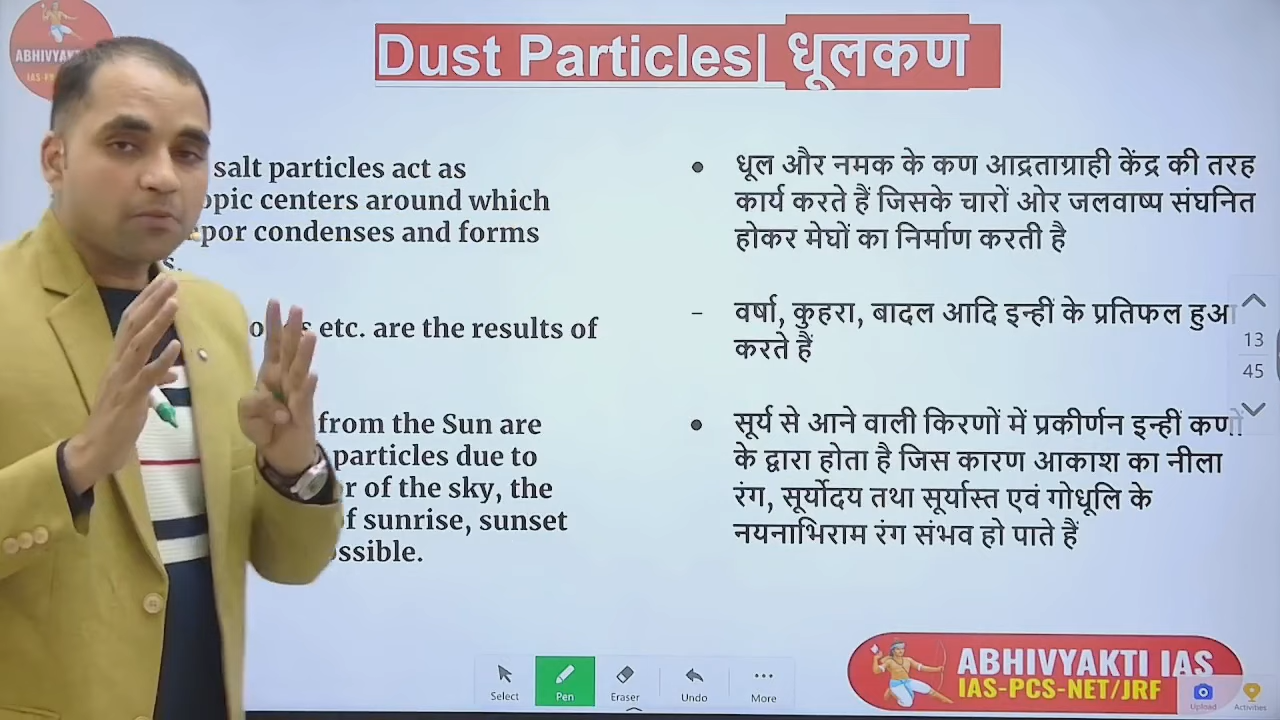 Dust Particles| धूलकण
salt particles act as
centers around which
condenses and forms
etc. are the results of
from the Sun are
particles due to
of the sky, the
of sunrise, sunset
• धूल और नमक के कण आद्रताग्राही केंद्र की तरह
कार्य करते हैं जिसके चारों ओर जलवाष्प संघनित
होकर मेघों का निर्माण करती है
- वर्षा, कुहरा, बादल आदि इन्हीं के प्रतिफल हुआ
करते हैं
• सूर्य से आने वाली किरणों में प्रकीर्णन इन्हीं कणों
के द्वारा होता है जिस कारण आकाश का नीला
रंग, सूर्योदय तथा सूर्यास्त एवं गोधूलि के
नयनाभिराम रंग संभव हो पाते हैं
13
45
Select
Pen
Eraser
Undo
More
ABHIVYAKTI IAS
IAS-PCS-NET/JRF
Upload
Activities